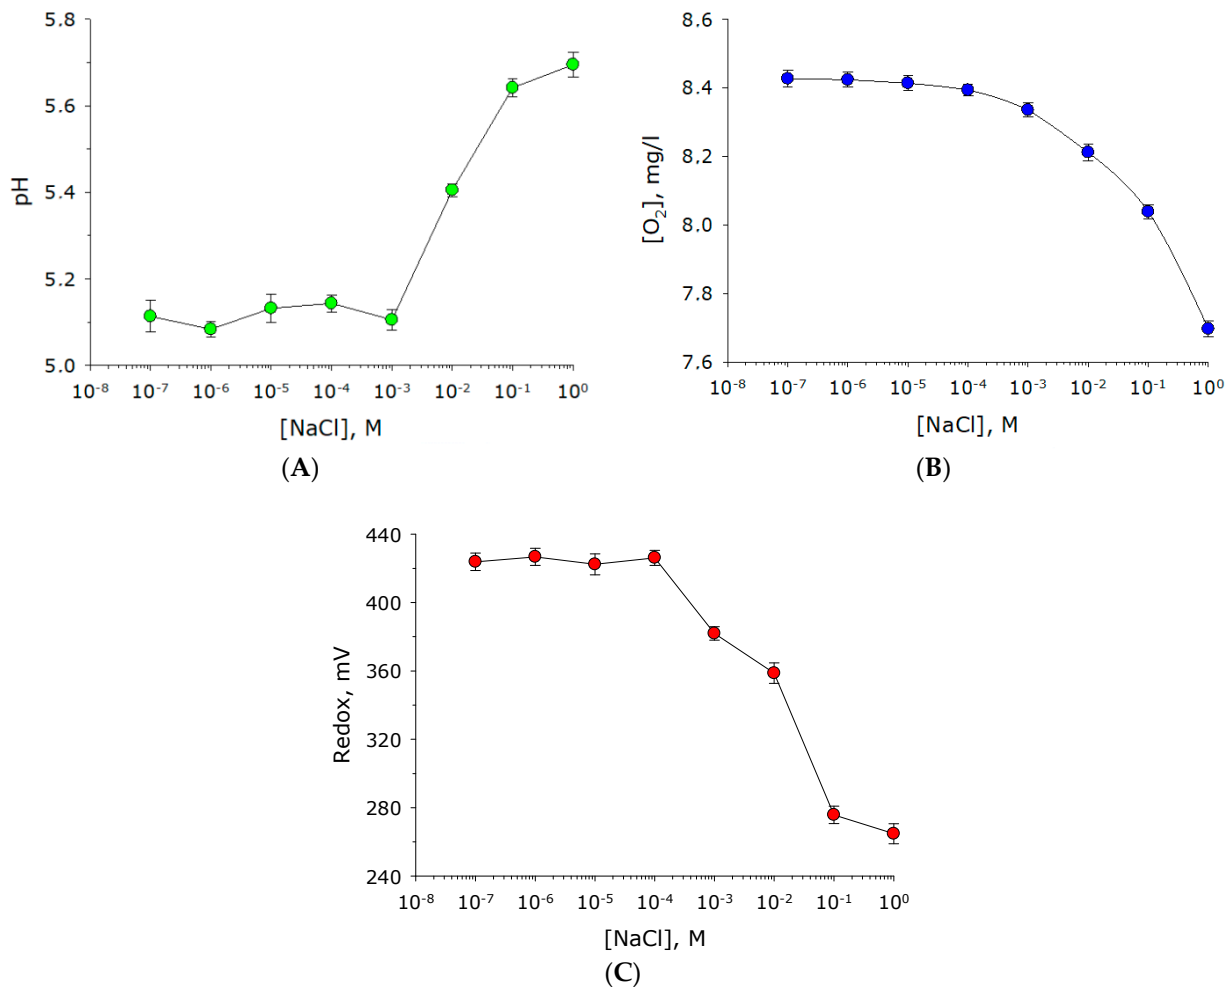 5.8
5.6
5.4
5.2
5.0
pH
10⁻⁸ 10⁻⁷ 10⁻⁶ 10⁻⁵ 10⁻⁴ 10⁻³ 10⁻² 10⁻¹ 10⁰
[NaCl], M
(A)
8.6
8.4
8.2
8.0
7.8
7.6
[O₂], mg/l
10⁻⁸ 10⁻⁷ 10⁻⁶ 10⁻⁵ 10⁻⁴ 10⁻³ 10⁻² 10⁻¹ 10⁰
[NaCl], M
(B)
440
400
360
320
280
240
Redox, mV
10⁻⁸ 10⁻⁷ 10⁻⁶ 10⁻⁵ 10⁻⁴ 10⁻³ 10⁻² 10⁻¹ 10⁰
[NaCl], M
(C)